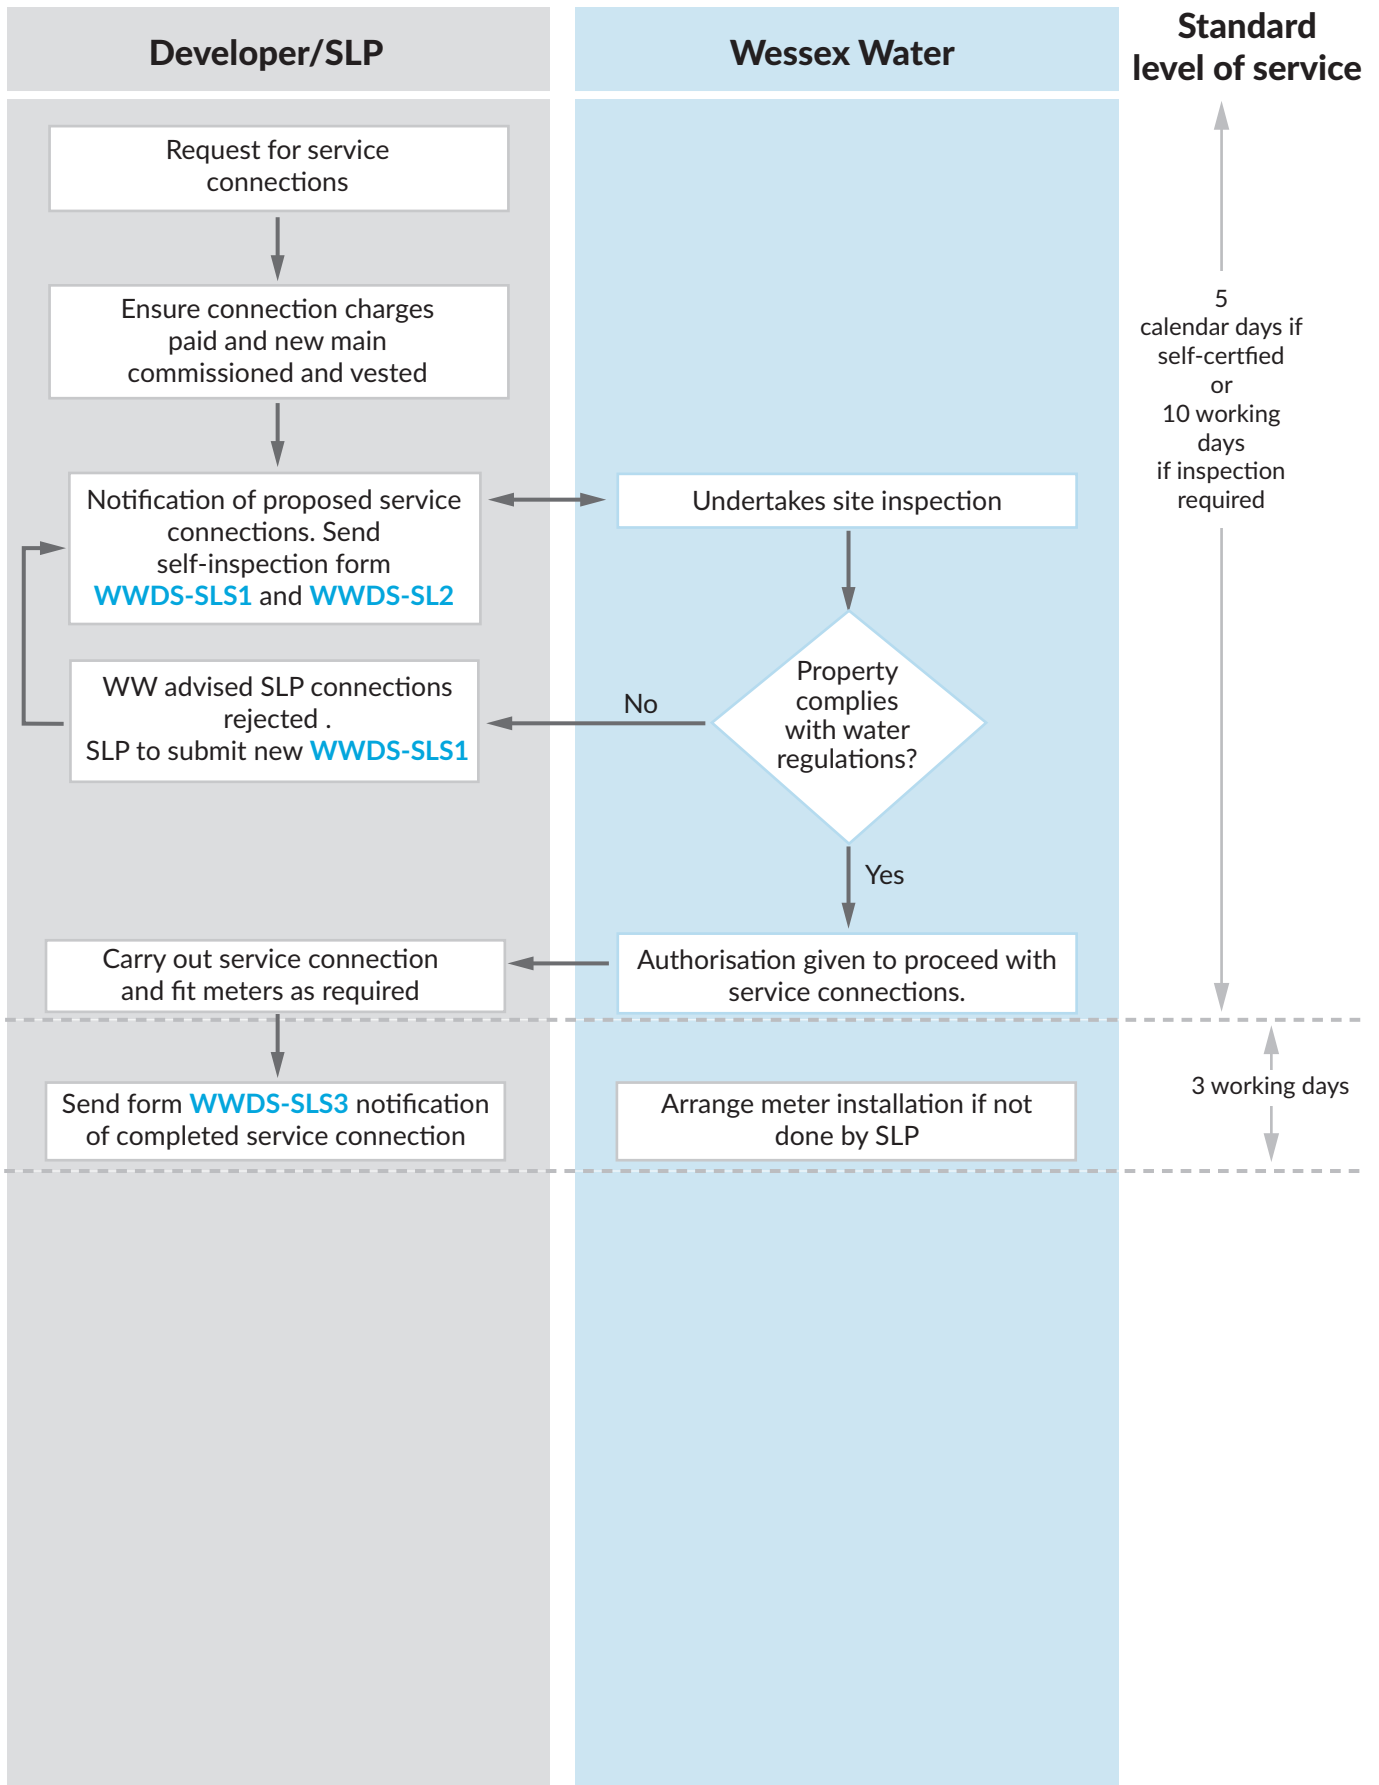 Developer/SLP
Wessex Water
Standard
level of service
Request for service
connections
Ensure connection charges
paid and new main
commissioned and vested
5
calendar days if
self-certfied
or
10 working
days
if inspection
required
Notification of proposed service
connections. Send
self-inspection form
WWDS-SLS1 and WWDS-SL2
Undertakes site inspection
Property
complies
with water
regulations?
No
WW advised SLP connections
rejected .
SLP to submit new WWDS-SLS1
Yes
Authorisation given to proceed with
service connections.
Carry out service connection
and fit meters as required
Send form WWDS-SLS3 notification
of completed service connection
Arrange meter installation if not
done by SLP
3 working days